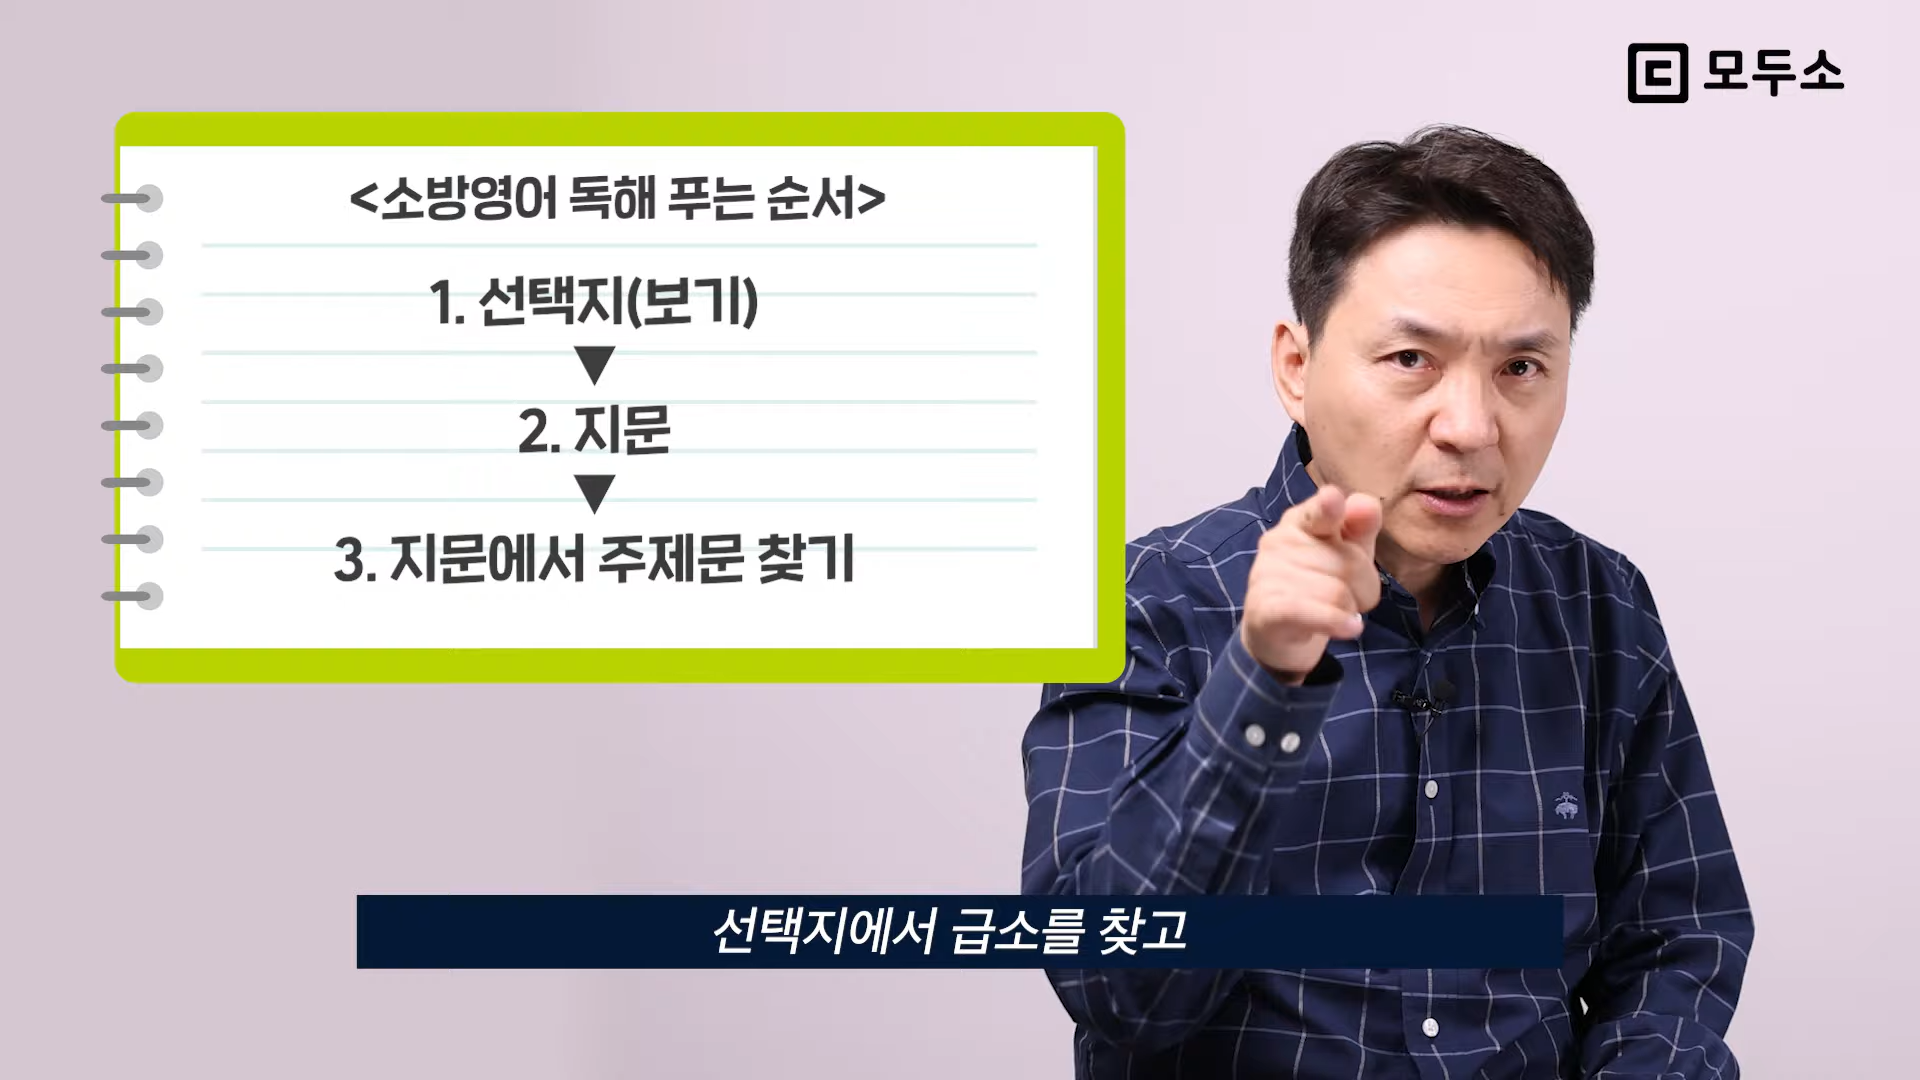 모두소
<소방영어 독해 푸는 순서>
1. 선택지(보기)
▼
2. 지문
▼
3. 지문에서 주제문 찾기
선택지에서 급소를 찾고